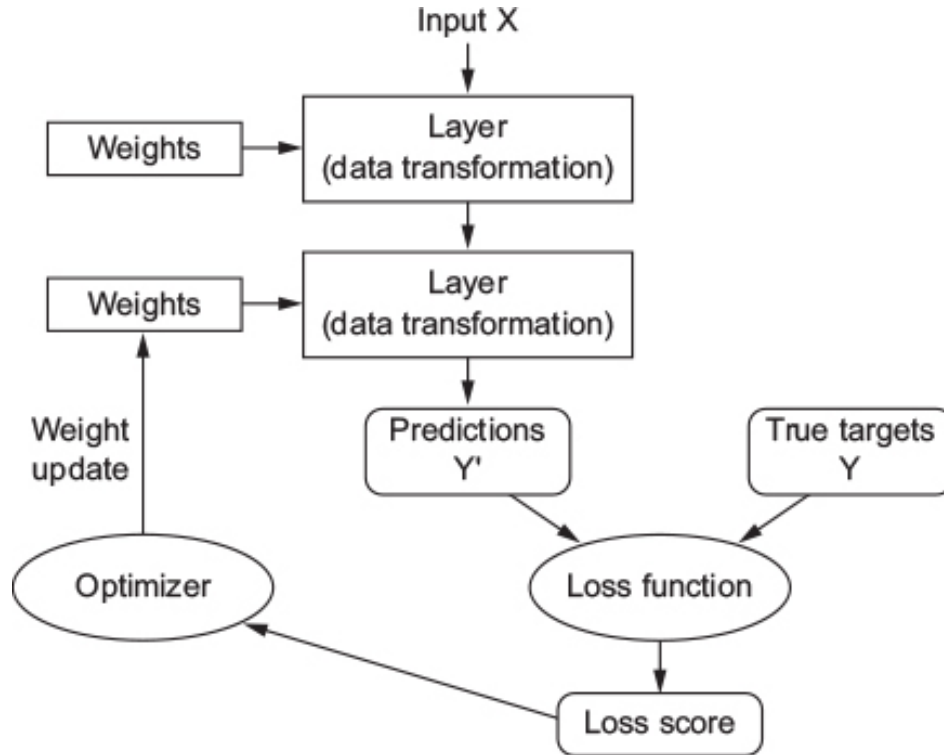 Input X
Weights
Layer
(data transformation)
Weights
Layer
(data transformation)
Weight
update
Predictions
Y'
True targets
Y
Optimizer
Loss function
Loss score